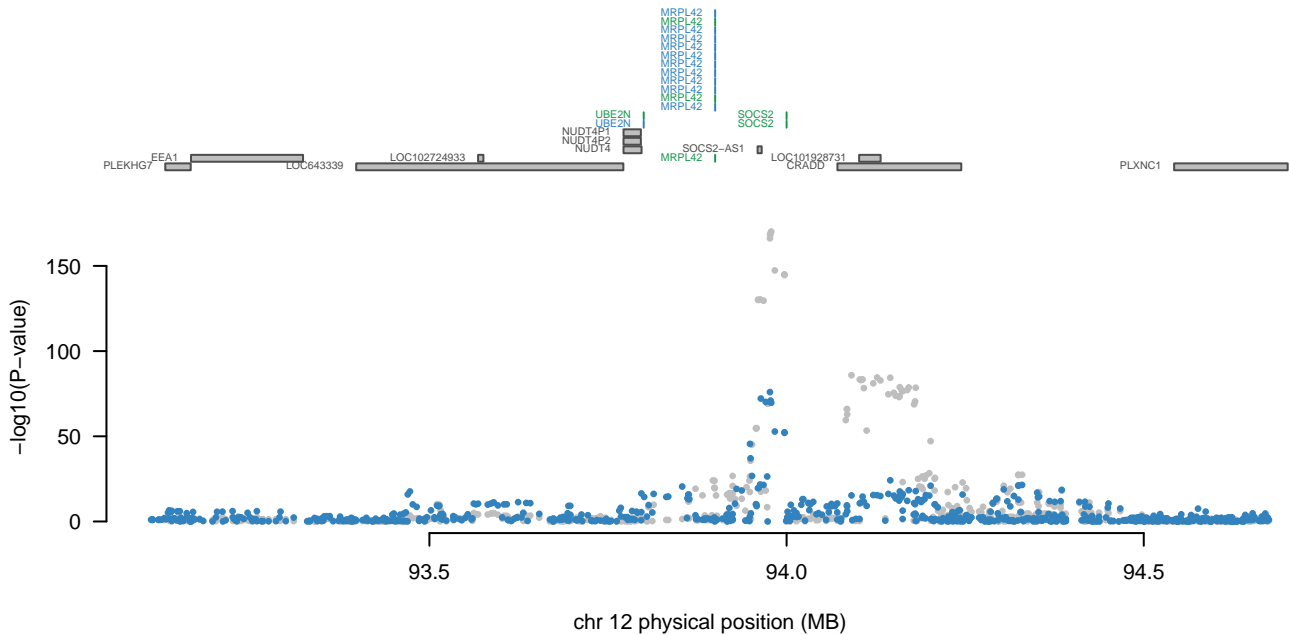 MRPL42
MRPL42
MRPL42
MRPL42
MRPL42
MRPL42
MRPL42
MRPL42
MRPL42
MRPL42
MRPL42
MRPL42
UBE2N SOCS2
UBE2N SOCS2
NUDT4P1
NUDT4P2
NUDT4 SOCS2−AS1
EEA1 LOC102724933 MRPL42 LOC101928731
PLEKHG7 LOC643339 CRADD PLXNC1
150
100
50
0
−log10(P−value)
93.5 94.0 94.5
chr 12 physical position (MB)